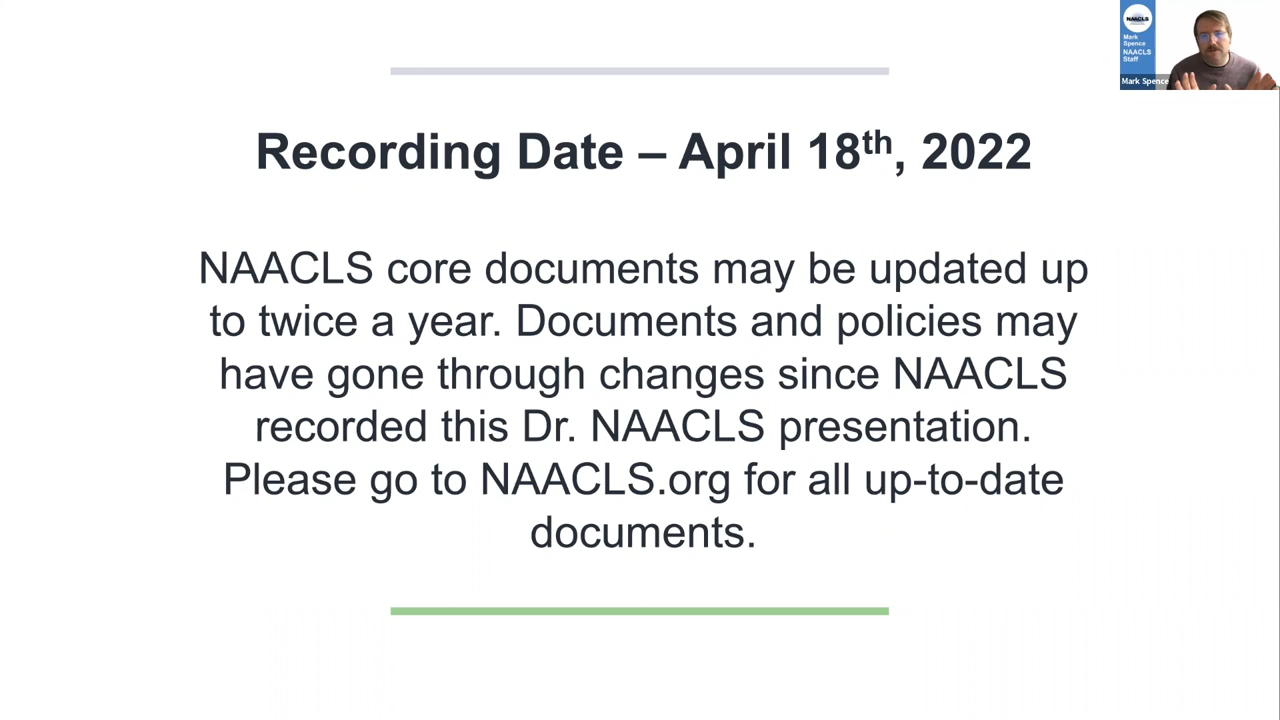 Recording Date – April 18th, 2022
NAACLS core documents may be updated up
to twice a year. Documents and policies may
have gone through changes since NAACLS
recorded this Dr. NAACLS presentation.
Please go to NAACLS.org for all up-to-date
documents.
NAACLS
Mark
Spence
NAACLS
Staff
Mark Spence